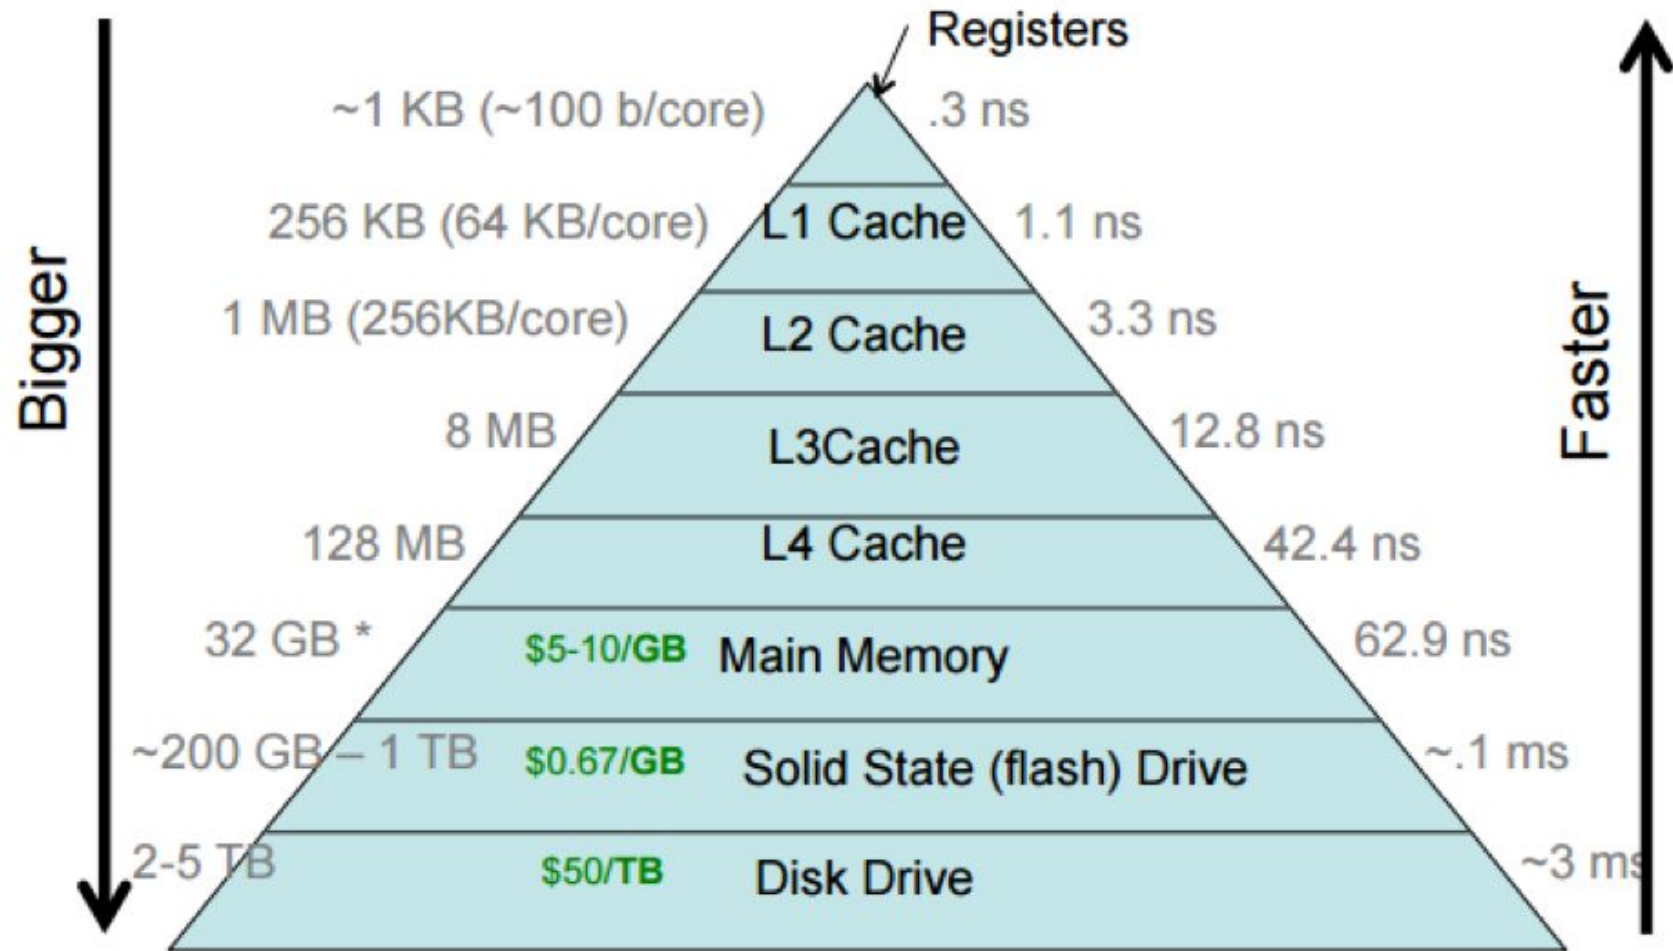 Registers
~1 KB (~100 b/core)
.3 ns
256 KB (64 KB/core)
L1 Cache
1.1 ns
1 MB (256KB/core)
L2 Cache
3.3 ns
Bigger
Faster
8 MB
L3Cache
12.8 ns
128 MB
L4 Cache
42.4 ns
32 GB *
$5-10/GB
Main Memory
62.9 ns
~200 GB – 1 TB
$0.67/GB
Solid State (flash) Drive
~.1 ms
2-5 TB
$50/TB
Disk Drive
~3 ms